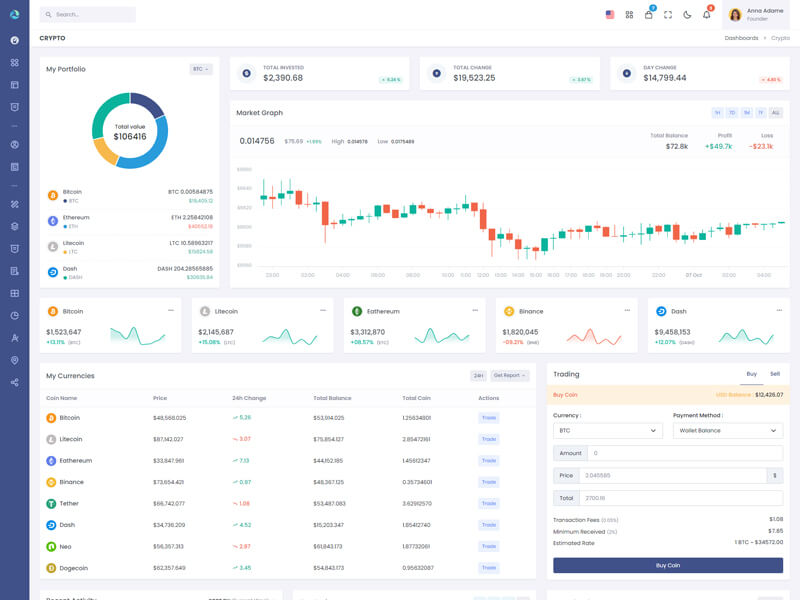 Search...
7
5
Anna Adame
Founder
CRYPTO
Dashboards > Crypto
My Portfolio
BTC
Total value
$106416
Bitcoin
BTC
BTC 0.00584875
$19,405.12
Ethereum
ETH
ETH 2.25842108
$40552.18
Litecoin
LTC
LTC 10.58963217
$15824.58
Dash
DASH
DASH 204.28565885
$30635.84
TOTAL INVESTED
$2,390.68
6.24 %
TOTAL CHANGE
$19,523.25
3.67 %
DAY CHANGE
$14,799.44
4.80 %
Market Graph
1H 7D 1M 1Y ALL
0.014756 $75.69 +1.99% High 0.014578 Low 0.0175489
Total Balance
$72.8k
Profit
+$49.7k
Loss
-$23.1k
$6660
$6640
$6620
$6600
$6580
$6560
23:00 03:00 04:00 06:00 08:00 10:00 11:00 12:00 13:00 14:00 15:00 16:00 17:00 18:00 19:00 20:00 22:00 07 Oct 02:00 04:00
Bitcoin
$1,523,647
+13.11% (BTC)
Litecoin
$2,145,687
+15.08% (LTC)
Eathereum
$3,312,870
+08.57% (ETC)
Binance
$1,820,045
-09.21% (BNB)
Dash
$9,458,153
+12.07% (DASH)
My Currencies
24H
Get Report
Coin Name Price 24h Change Total Balance Total Coin Actions
Bitcoin $48,568.025 5.26 $53,914.025 1.25634801 Trade
Litecoin $87,142.027 3.07 $75,854.127 2.85472161 Trade
Eathereum $33,847.961 7.13 $44,152.185 1.45612347 Trade
Binance $73,654.421 0.97 $48,367.125 0.35734601 Trade
Tether $66,742.077 1.08 $53,487.083 3.62912570 Trade
Dash $34,736.209 4.52 $15,203.347 1.85412740 Trade
Neo $56,357.313 2.87 $61,843.173 1.87732061 Trade
Dogecoin $62,357.649 3.45 $54,843.173 0.95632087 Trade
Trading
Buy
Sell
Buy Coin
USD Balance : $12,426.07
Currency :
BTC
Payment Method :
Wallet Balance
Amount 0
Price 2.045585 $
Total 2700.16
Transaction Fees (0.05%) $1.08
Minimum Received (2%) $7.85
Estimated Rate 1 BTC ~ $34572.00
Buy Coin
Recent Activity